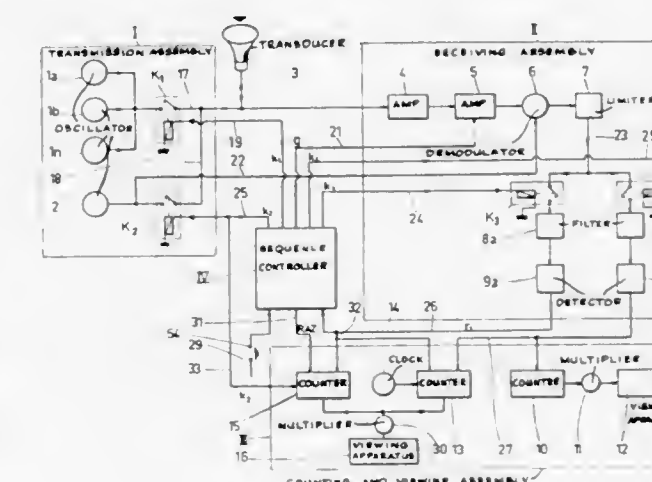 I
II
TRANSMISSION ASSEMBLY
TRANSDUCER
RECEIVING ASSEMBLY
1a
K1
17
3
4
5
6
7
1b
AMP
AMP
LIMITER
OSCILLATOR
19
21
23
1n
22
DEMODULATOR
18
25
2
24
K2
K3
8a
FILTER
SEQUENCE
CONTROLLER
IV
9a
DETECTOR
31
RAZ
32
14
26
54
29
33
CLOCK
MULTIPLIER
COUNTER
COUNTER
COUNTER
15
MULTIPLIER
30
13
27
10
11
12
VIEWING
APPARATUS
16
COUNTING AND VIEWING ASSEMBLY